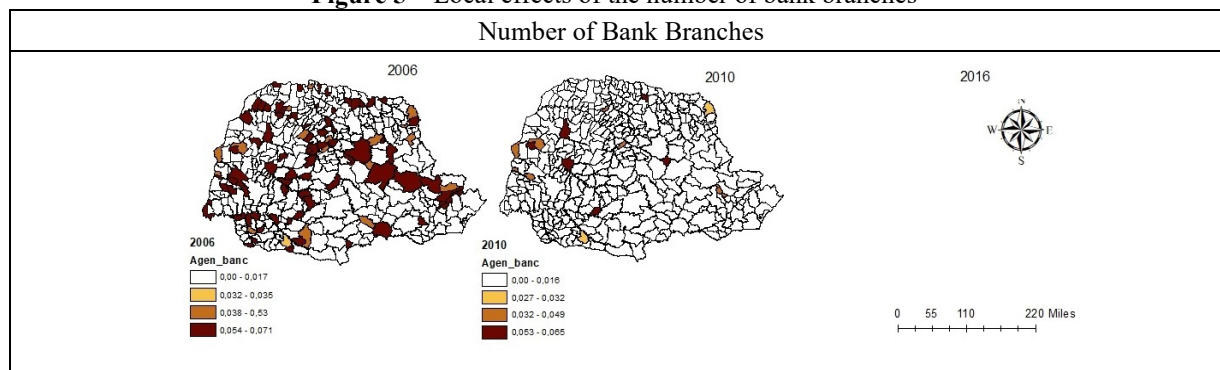 Figure 3 – Local effects of the number of bank branches
Number of Bank Branches
2006
2010
2016
N
W E
S
2006
Agen_banc
0,00 - 0,017
0,032 - 0,035
0,038 - 0,53
0,054 - 0,071
2010
Agen_banc
0,00 - 0,016
0,027 - 0,032
0,032 - 0,049
0,053 - 0,065
0 55 110 220 Miles